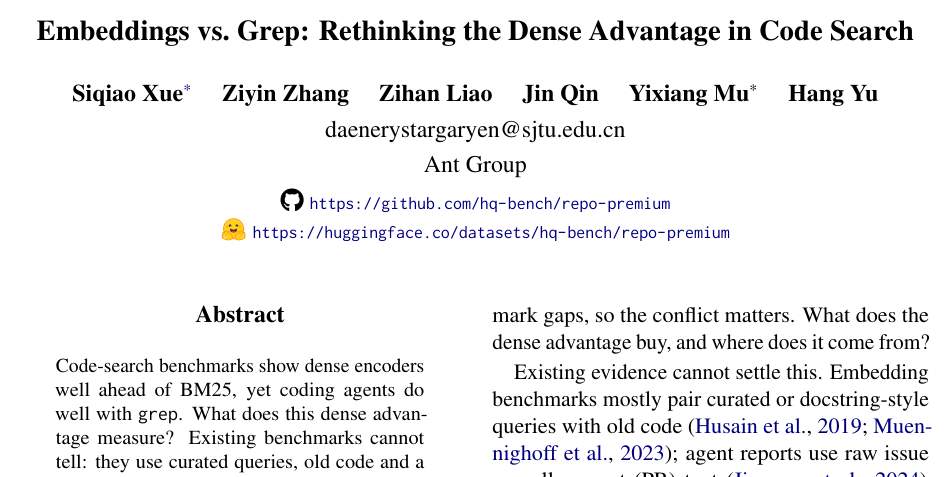 Embeddings vs. Grep: Rethinking the Dense Advantage in Code Search
Siqiao Xue* Ziyin Zhang Zihan Liao Jin Qin Yixiang Mu* Hang Yu
daenerystargaryen@sjtu.edu.cn
Ant Group
https://github.com/hq-bench/repo-premium
https://huggingface.co/datasets/hq-bench/repo-premium
Abstract
Code-search benchmarks show dense encoders
well ahead of BM25, yet coding agents do
well with grep. What does this dense advan-
tage measure? Existing benchmarks cannot
tell: they use curated queries, old code and a
mark gaps, so the conflict matters. What does the
dense advantage buy, and where does it come from?
Existing evidence cannot settle this. Embedding
benchmarks mostly pair curated or docstring-style
queries with old code (Husain et al., 2019; Muen-
nighoff et al., 2023); agent reports use raw issue